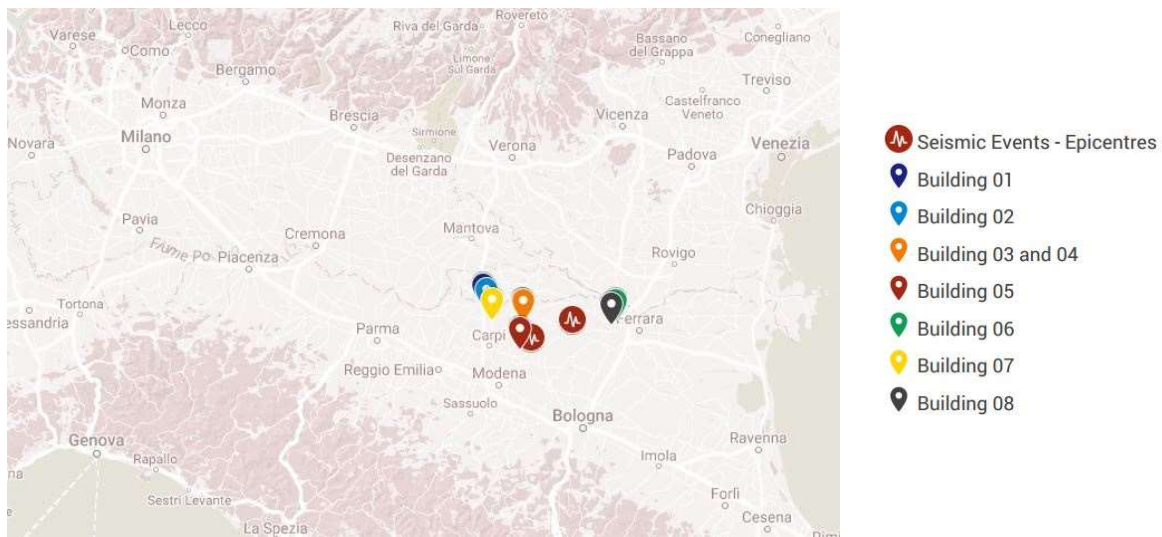 Varese
Lecco
Como
Riva del Garda
Rovereto
Bassano
del Grappa
Conegliano
Limone
Sul Garda
Bergamo
Treviso
Monza
Castelfranco
Veneto
Brescia
Vicenza
Novara
Milano
Sirmione
Verona
Venezia
Desenzano
del Garda
Padova
Pavia
Mantova
Chioggia
Cremona
Fiume Po
Piacenza
Rovigo
Tortona
essandria
Parma
Carpi
Ferrara
Reggio Emilia
Modena
Sassuolo
Bologna
Genova
Ravenna
Rapallo
Imola
na
Sestri Levante
Forlì
La Spezia
Cesena
Seismic Events - Epicentres
Building 01
Building 02
Building 03 and 04
Building 05
Building 06
Building 07
Building 08